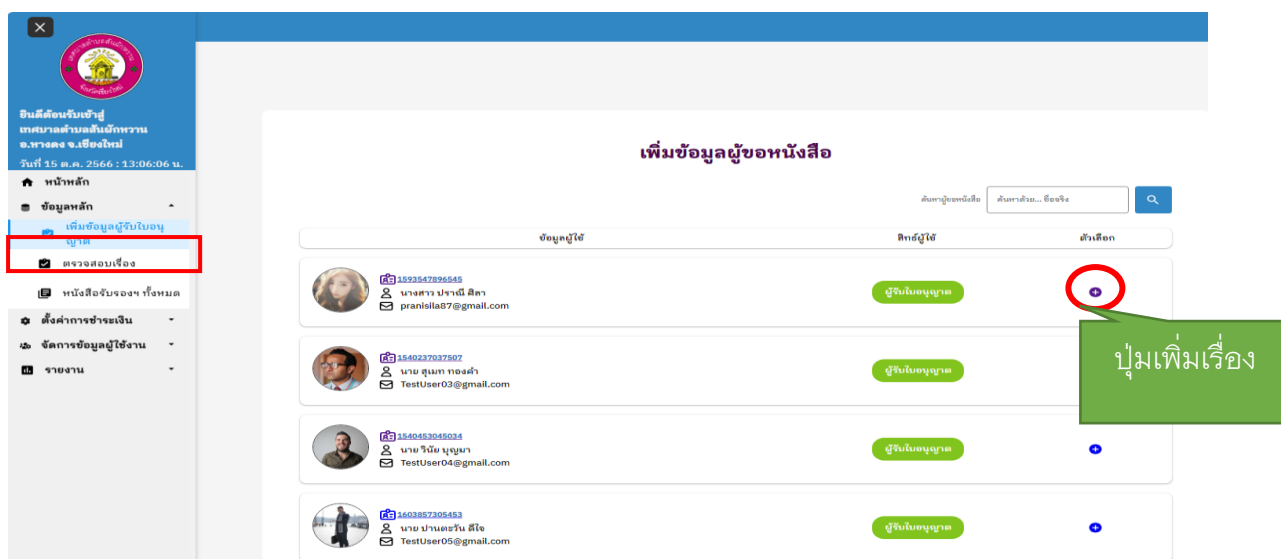 ยินดีต้อนรับเข้าสู่
เทศบาลตำบลสันผักหวาน
อ.หางดง จ.เชียงใหม่
วันที่ 15 ต.ค. 2566 : 13:06:06 น.
หน้าหลัก
ข้อมูลหลัก
เพิ่มข้อมูลผู้รับใบอนุ
ญาต
ตรวจสอบเรื่อง
หนังสือรับรองฯ ทั้งหมด
ตั้งค่าการชำระเงิน
จัดการข้อมูลผู้ใช้งาน
รายงาน
เพิ่มข้อมูลผู้ขอหนังสือ
ค้นหาผู้ขอหนังสือ ค้นหาด้วย... ชื่อจริง
ข้อมูลผู้ใช้ สิทธ์ผู้ใช้ ตัวเลือก
1593547896545
นางสาว ปราณี ศิลา
pranisila87@gmail.com
ผู้รับใบอนุญาต
ปุ่มเพิ่มเรื่อง
1540237037507
นาย สุเมท ทองคำ
TestUser03@gmail.com
ผู้รับใบอนุญาต
1540453045034
นาย วินัย บุญมา
TestUser04@gmail.com
ผู้รับใบอนุญาต
1603857305453
นาย ปานตะวัน ดีใจ
TestUser05@gmail.com
ผู้รับใบอนุญาต